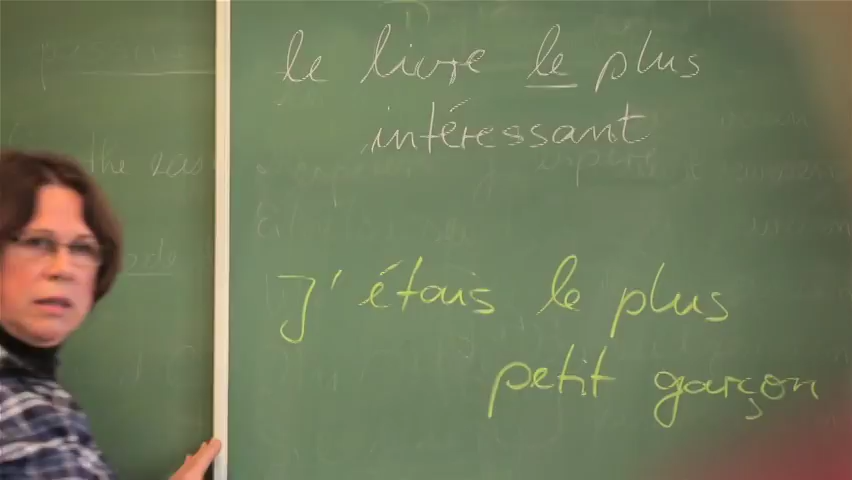 le livre le plus
intéressant
J'étais le plus
petit garçon